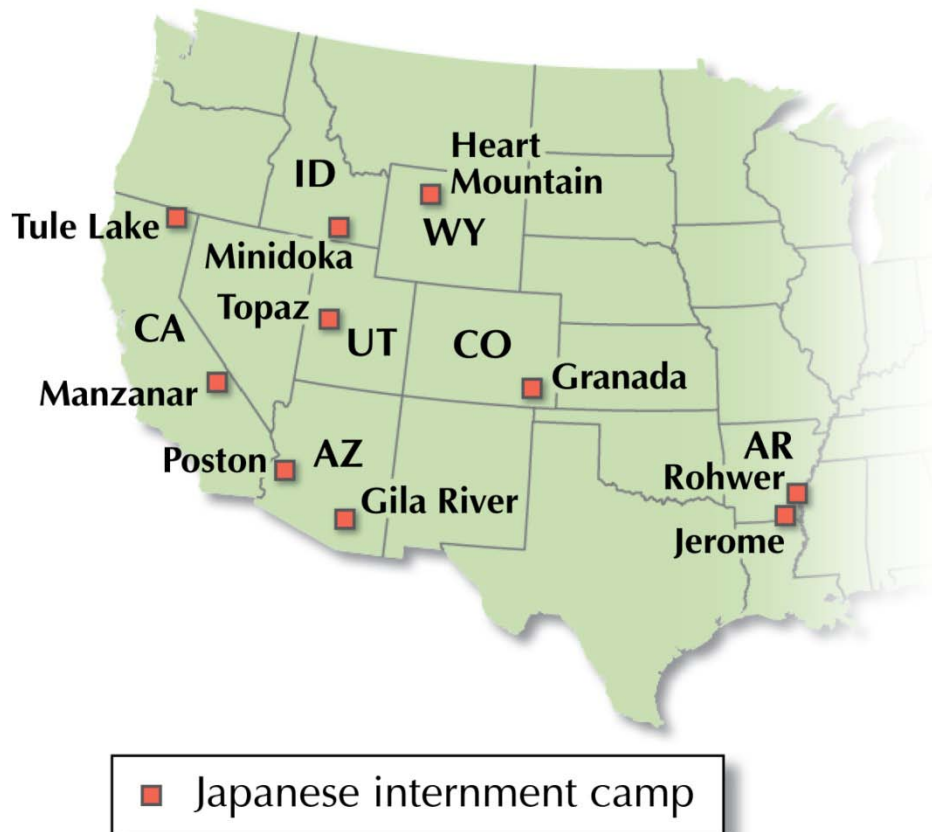 Heart
Mountain
ID
WY
Tule Lake
Minidoka
Topaz
UT
CO
CA
Manzanar
Granada
Poston
AZ
AR
Rohwer
Gila River
Jerome
Japanese internment camp